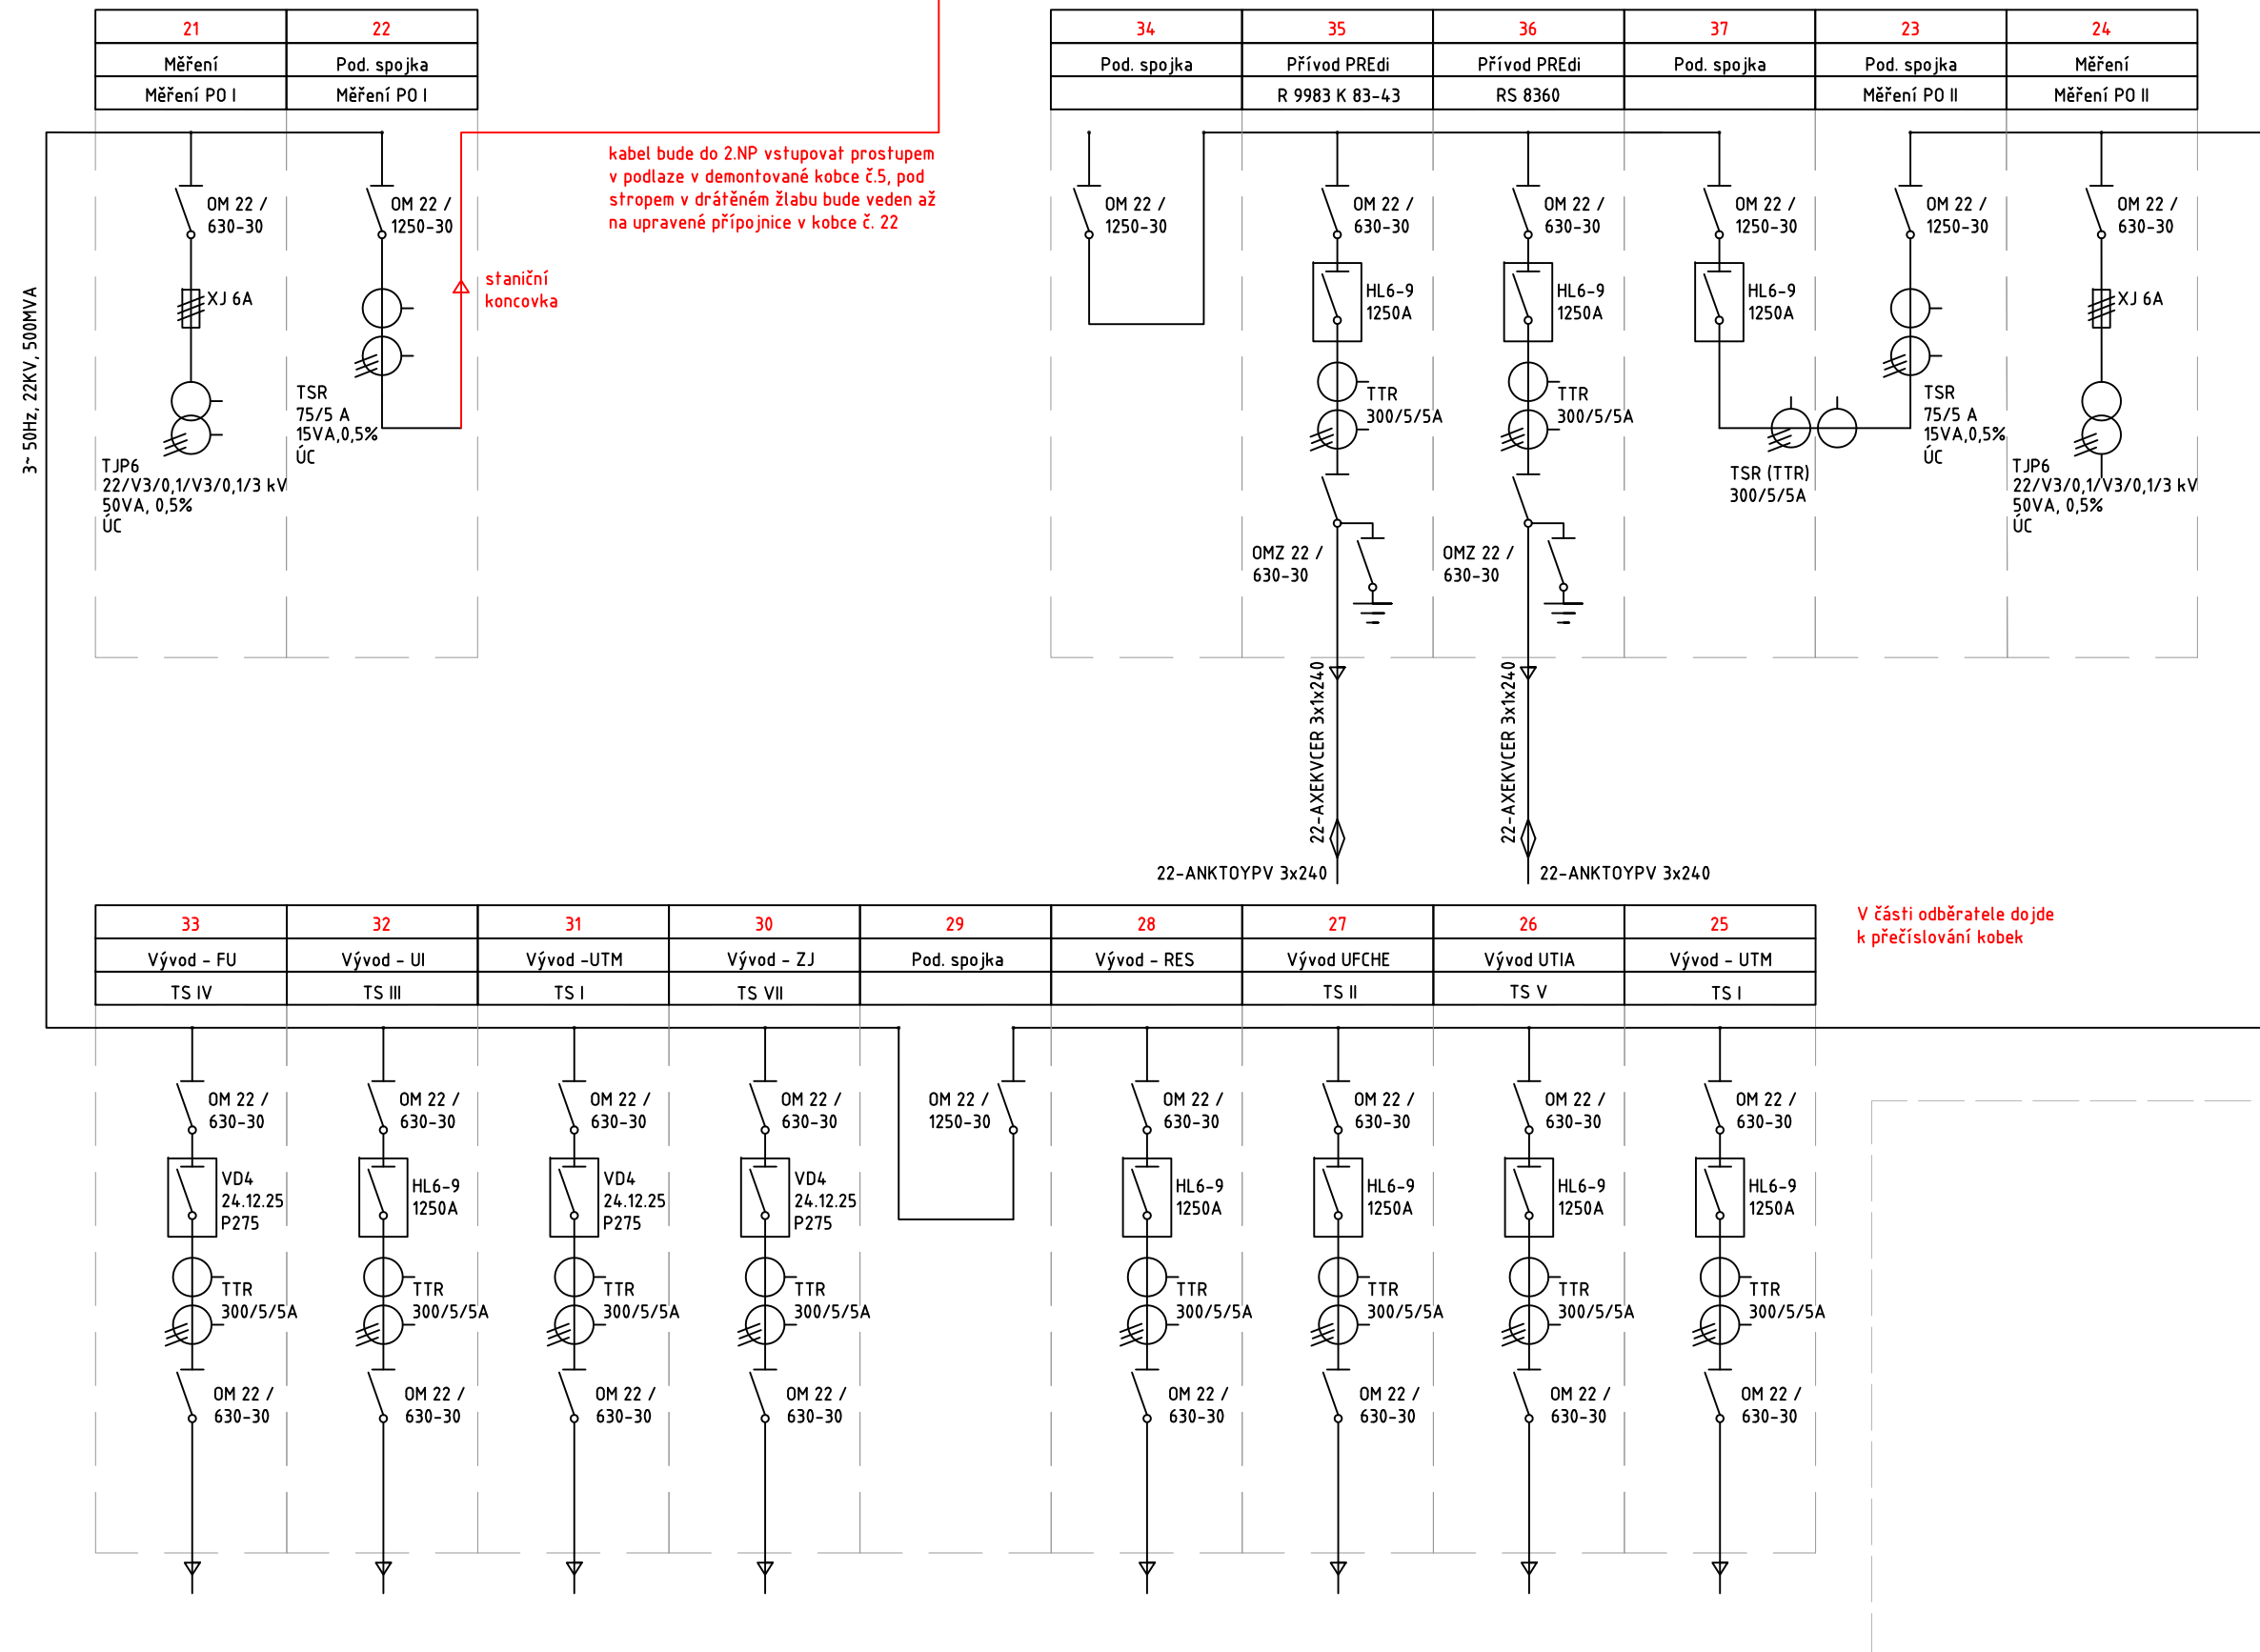 21
22
34
35
36
37
23
24
Měření
Pod. spojka
Pod. spojka
Přívod PREdi
Přívod PREdi
Pod. spojka
Pod. spojka
Měření
Měření PO I
Měření PO I
R 9983 K 83-43
RS 8360
Měření PO II
Měření PO II
3~ 50Hz, 22KV, 500MVA
OM 22 /
630-30
XJ 6A
TJP6
22/V3/0,1/V3/0,1/3 kV
50VA, 0,5%
ÚC
OM 22 /
1250-30
TSR
75/5 A
15VA,0,5%
ÚC
kabel bude do 2.NP vstupovat prostupem
v podlaze v demontované kobce č.5, pod
stropem v drátěném žlabu bude veden až
na upravené přípojnice v kobce č. 22
staniční
koncovka
OM 22 /
1250-30
OM 22 /
630-30
HL6-9
1250A
TTR
300/5/5A
OMZ 22 /
630-30
22-AXEKVCER 3x1x240
22-ANKTOYPV 3x240
OM 22 /
630-30
HL6-9
1250A
TTR
300/5/5A
OMZ 22 /
630-30
22-AXEKVCER 3x1x240
22-ANKTOYPV 3x240
OM 22 /
1250-30
HL6-9
1250A
TSR (TTR)
300/5/5A
OM 22 /
1250-30
TSR
75/5 A
15VA,0,5%
ÚC
OM 22 /
630-30
XJ 6A
TJP6
22/V3/0,1/V3/0,1/3 kV
50VA, 0,5%
ÚC
V části odběratele dojde
k přečíslování kobek
33
32
31
30
29
28
27
26
25
Vývod - FU
Vývod - UI
Vývod -UTM
Vývod - ZJ
Pod. spojka
Vývod - RES
Vývod UFCHE
Vývod UTIA
Vývod - UTM
TS IV
TS III
TS I
TS VII
TS II
TS V
TS I
OM 22 /
630-30
VD4
24.12.25
P275
TTR
300/5/5A
OM 22 /
630-30
OM 22 /
630-30
HL6-9
1250A
TTR
300/5/5A
OM 22 /
630-30
OM 22 /
630-30
VD4
24.12.25
P275
TTR
300/5/5A
OM 22 /
630-30
OM 22 /
630-30
VD4
24.12.25
P275
TTR
300/5/5A
OM 22 /
630-30
OM 22 /
1250-30
OM 22 /
630-30
HL6-9
1250A
TTR
300/5/5A
OM 22 /
630-30
OM 22 /
630-30
HL6-9
1250A
TTR
300/5/5A
OM 22 /
630-30
OM 22 /
630-30
HL6-9
1250A
TTR
300/5/5A
OM 22 /
630-30
OM 22 /
630-30
HL6-9
1250A
TTR
300/5/5A
OM 22 /
630-30